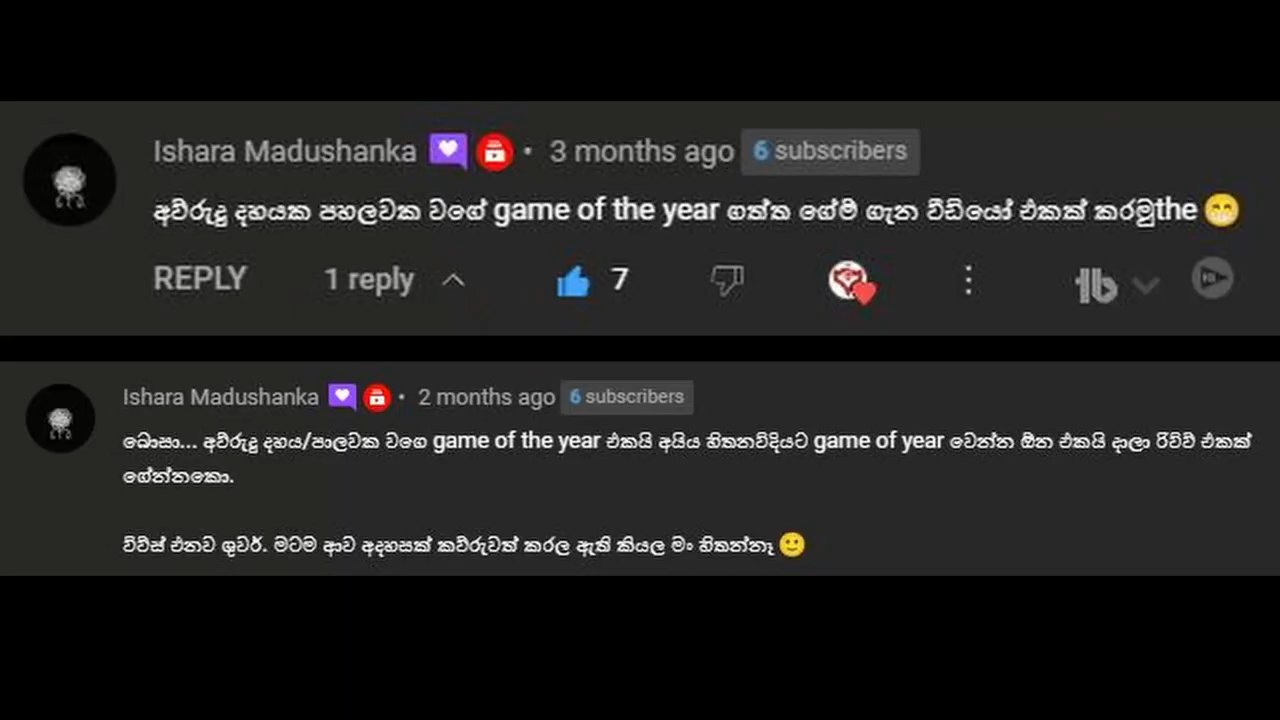 Ishara Madushanka • 3 months ago 6 subscribers
අවුරුදු දහයක පහලවක වගේ game of the year ගත්ත ගේම් ගැන වීඩියෝ එකක් කරමුthe 😁
REPLY 1 reply 7
Ishara Madushanka • 2 months ago 6 subscribers
බොසා... අවුරුදු දහය/පාලවක වගෙ game of the year එකයි අයිය හිතනවිදියට game of year වෙන්න ඕන එකයි දාලා රිවිව් එකක්
ගේන්නකො.
විව්ස් එනව ශුවර්. මටම ආව අදහසක් කව්රුවත් කරල ඇති කියල මං හිතන්නෑ 🙂